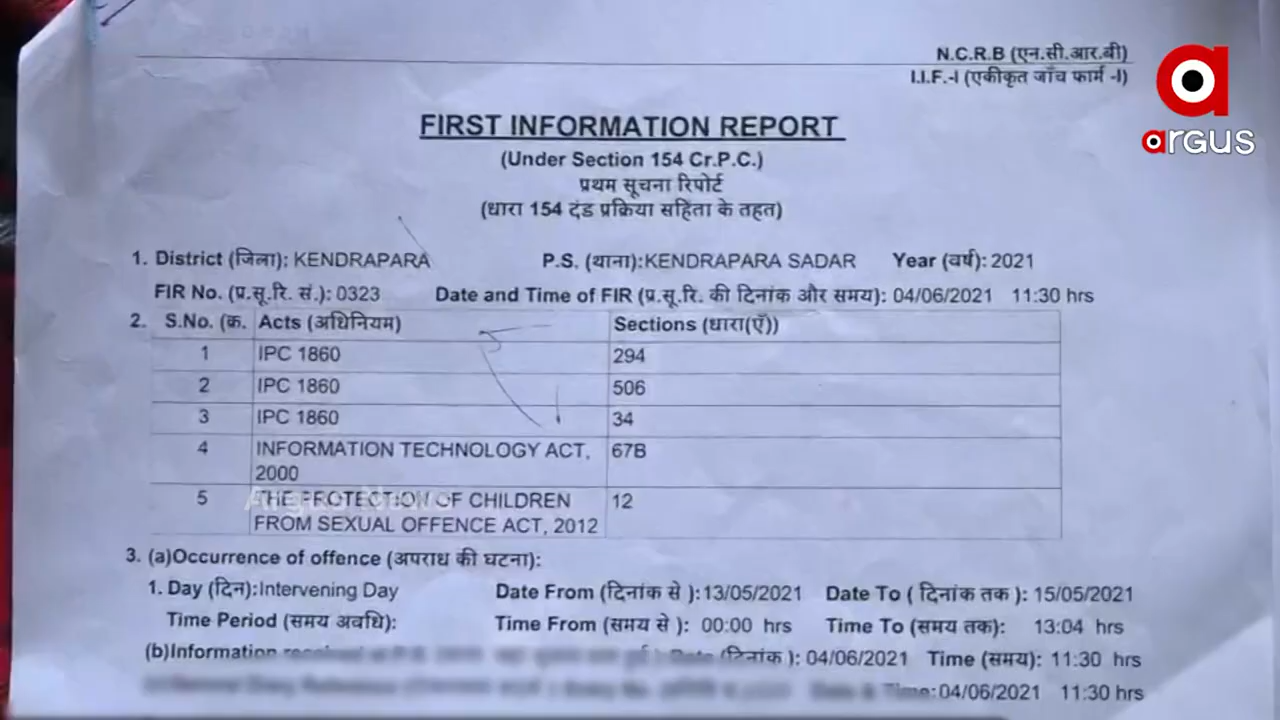 N.C.R.B (एन.सी.आर.बी)
I.I.F.-I (एकीकृत जाँच फार्म -I)
argus
FIRST INFORMATION REPORT
(Under Section 154 Cr.P.C.)
प्रथम सूचना रिपोर्ट
(धारा 154 दंड प्रक्रिया सहिता के तहत)
1. District (जिला): KENDRAPARA P.S. (थाना):KENDRAPARA SADAR Year (वर्ष): 2021
FIR No. (प्र.सू.रि. सं.): 0323 Date and Time of FIR (प्र.सू.रि. की दिनांक और समय): 04/06/2021 11:30 hrs
2. S.No. (क. Acts (अधिनियम) Sections (धारा(एँ))
1 IPC 1860 294
2 IPC 1860 506
3 IPC 1860 34
4 INFORMATION TECHNOLOGY ACT, 67B
2000
5 THE PROTECTION OF CHILDREN 12
FROM SEXUAL OFFENCE ACT, 2012
Argus News
3. (a)Occurrence of offence (अपराध की घटना):
1. Day (दिन):Intervening Day Date From (दिनांक से ):13/05/2021 Date To ( दिनांक तक ): 15/05/2021
Time Period (समय अवधि): Time From (समय से ): 00:00 hrs Time To (समय तक): 13:04 hrs
(b)Information Date (दिनांक ): 04/06/2021 Time (समय): 11:30 hrs
Time: 04/06/2021 11:30 hrs